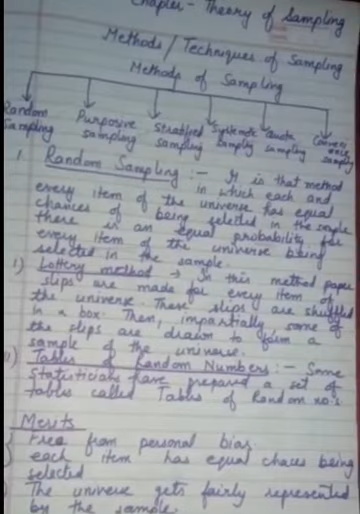 Chapter - Theory of Sampling
Methods/Techniques of Sampling
Methods of Sampling
Random Sampling
Purposive sampling
Stratified sampling
Systematic sampling
Quota sampling
Convenience sampling
1. Random Sampling :- It is that method
in which each and
every item of the universe has equal
chances of being selected in the sample
there is an equal probability for
every item of the universe being
selected in the sample.
i) Lottery method → In this method paper
slips are made for every item of
the universe. These slips are shuffled
in a box. Then, impartially some of
the slips are drawn to form a
sample of the universe.
ii) Tables of Random Numbers :- Some
Statisticians have prepared a set of
tables called Tables of Random no.s
Merits
Free from personal bias.
each item has equal chaces being
selected
The universe gets fairly represented
by the sample.